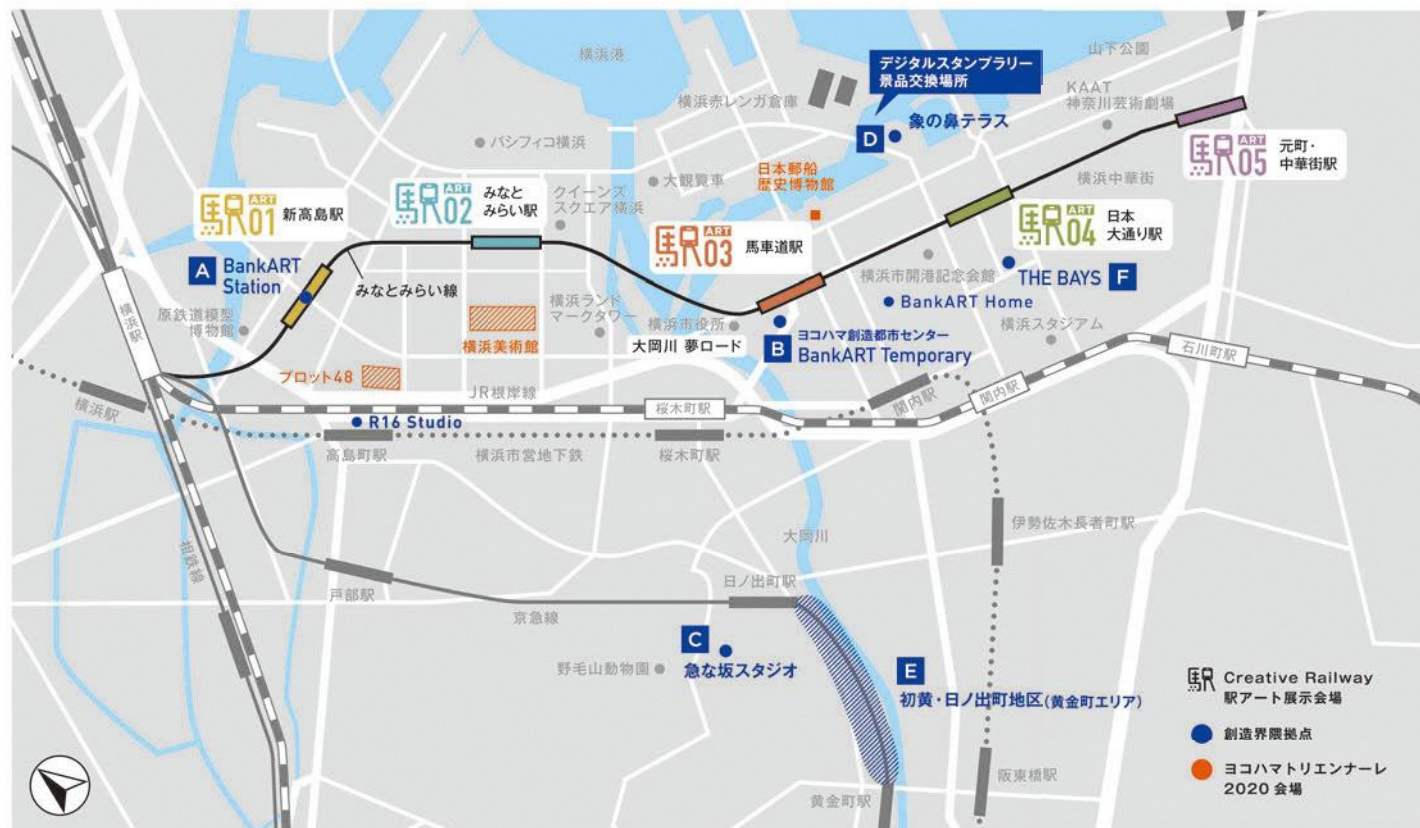 横浜港
山下公園
デジタルスタンプラリー
景品交換場所
KAAT
神奈川芸術劇場
横浜赤レンガ倉庫
D
象の鼻テラス
パシフィコ横浜
駅ART05
元町・
中華街駅
日本郵船
歴史博物館
大観覧車
横浜中華街
駅ART02
みなと
みらい駅
クイーンズ
スクエア横浜
駅ART01
新高島駅
駅ART04
日本
大通り駅
駅ART03
馬車道駅
横浜市開港記念会館
A
BankART
Station
みなとみらい線
THE BAYS
F
BankART Home
横浜ランド
マークタワー
原鉄道模型
博物館
横浜駅
横浜美術館
横浜市役所
大岡川 夢ロード
B
ヨコハマ創造都市センター
BankART Temporary
横浜スタジアム
石川町駅
プロット48
JR根岸線
関内駅
関内駅
横浜駅
桜木町駅
R16 Studio
高島町駅
横浜市営地下鉄
桜木町駅
大岡川
伊勢佐木長者町駅
相鉄線
戸部駅
京急線
日ノ出町駅
C
急な坂スタジオ
野毛山動物園
E
初黄・日ノ出町地区(黄金町エリア)
黄金町駅
阪東橋駅
駅 Creative Railway
駅アート展示会場
創造界隈拠点
ヨコハマトリエンナーレ
2020 会場